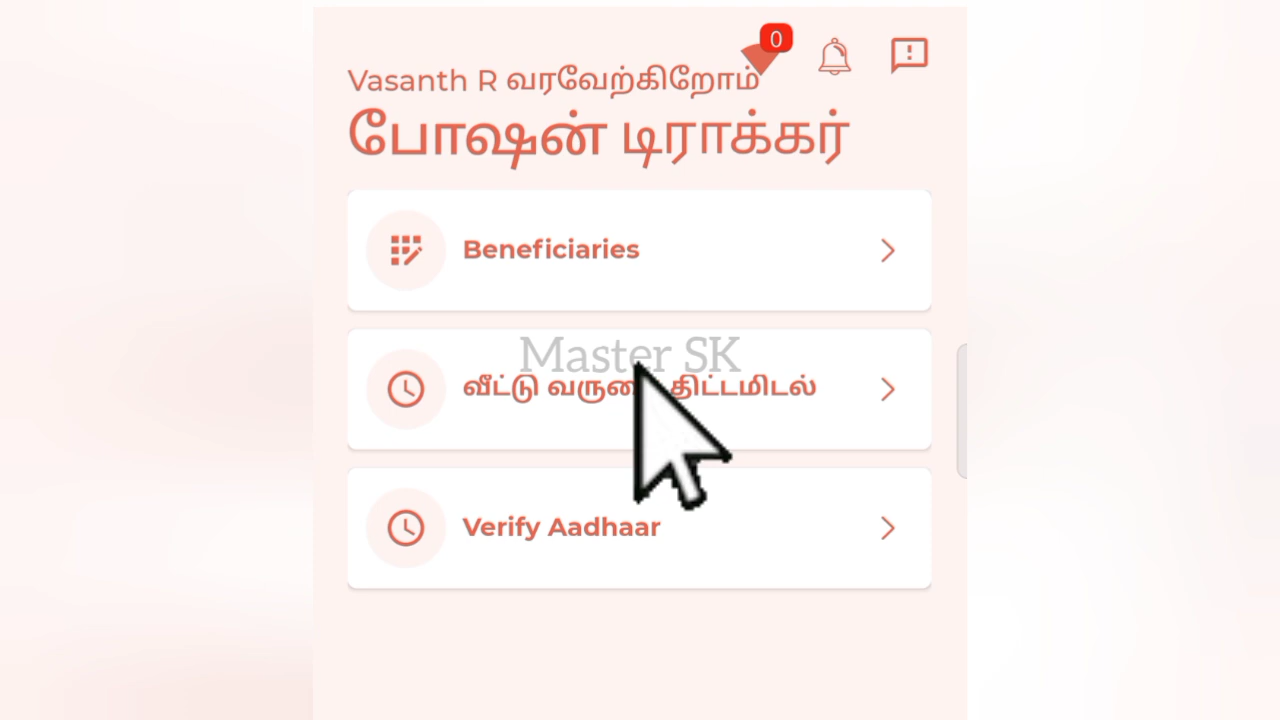 0
Vasanth R வரவேற்கிறோம்
போஷன் டிராக்கர்
Beneficiaries
Master SK
வீட்டு திட்டமிடல்
Verify Aadhaar